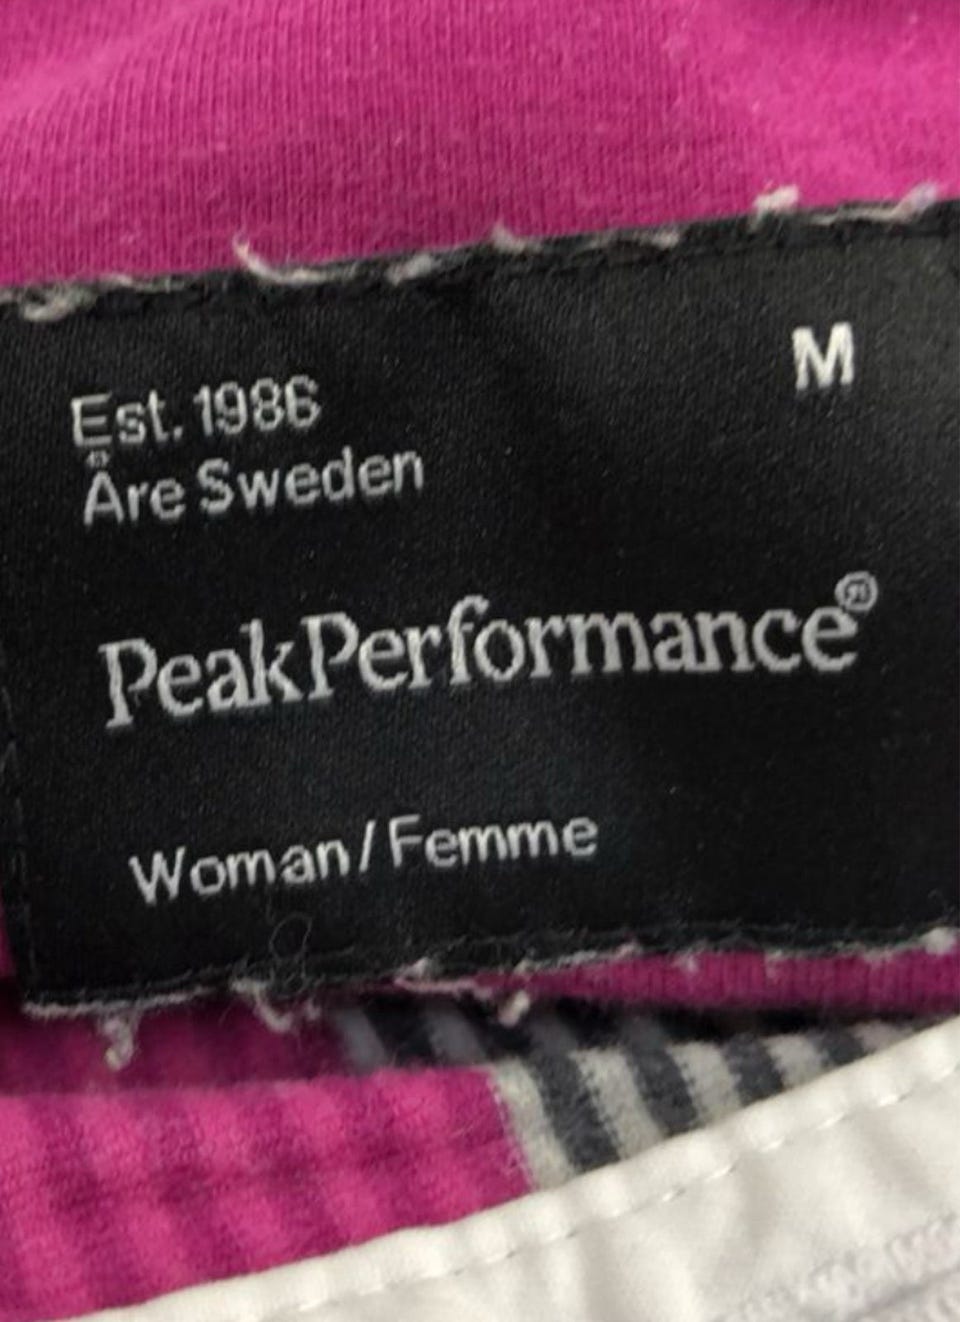 M
Est. 1986
Åre Sweden
PeakPerformance®
Woman/Femme